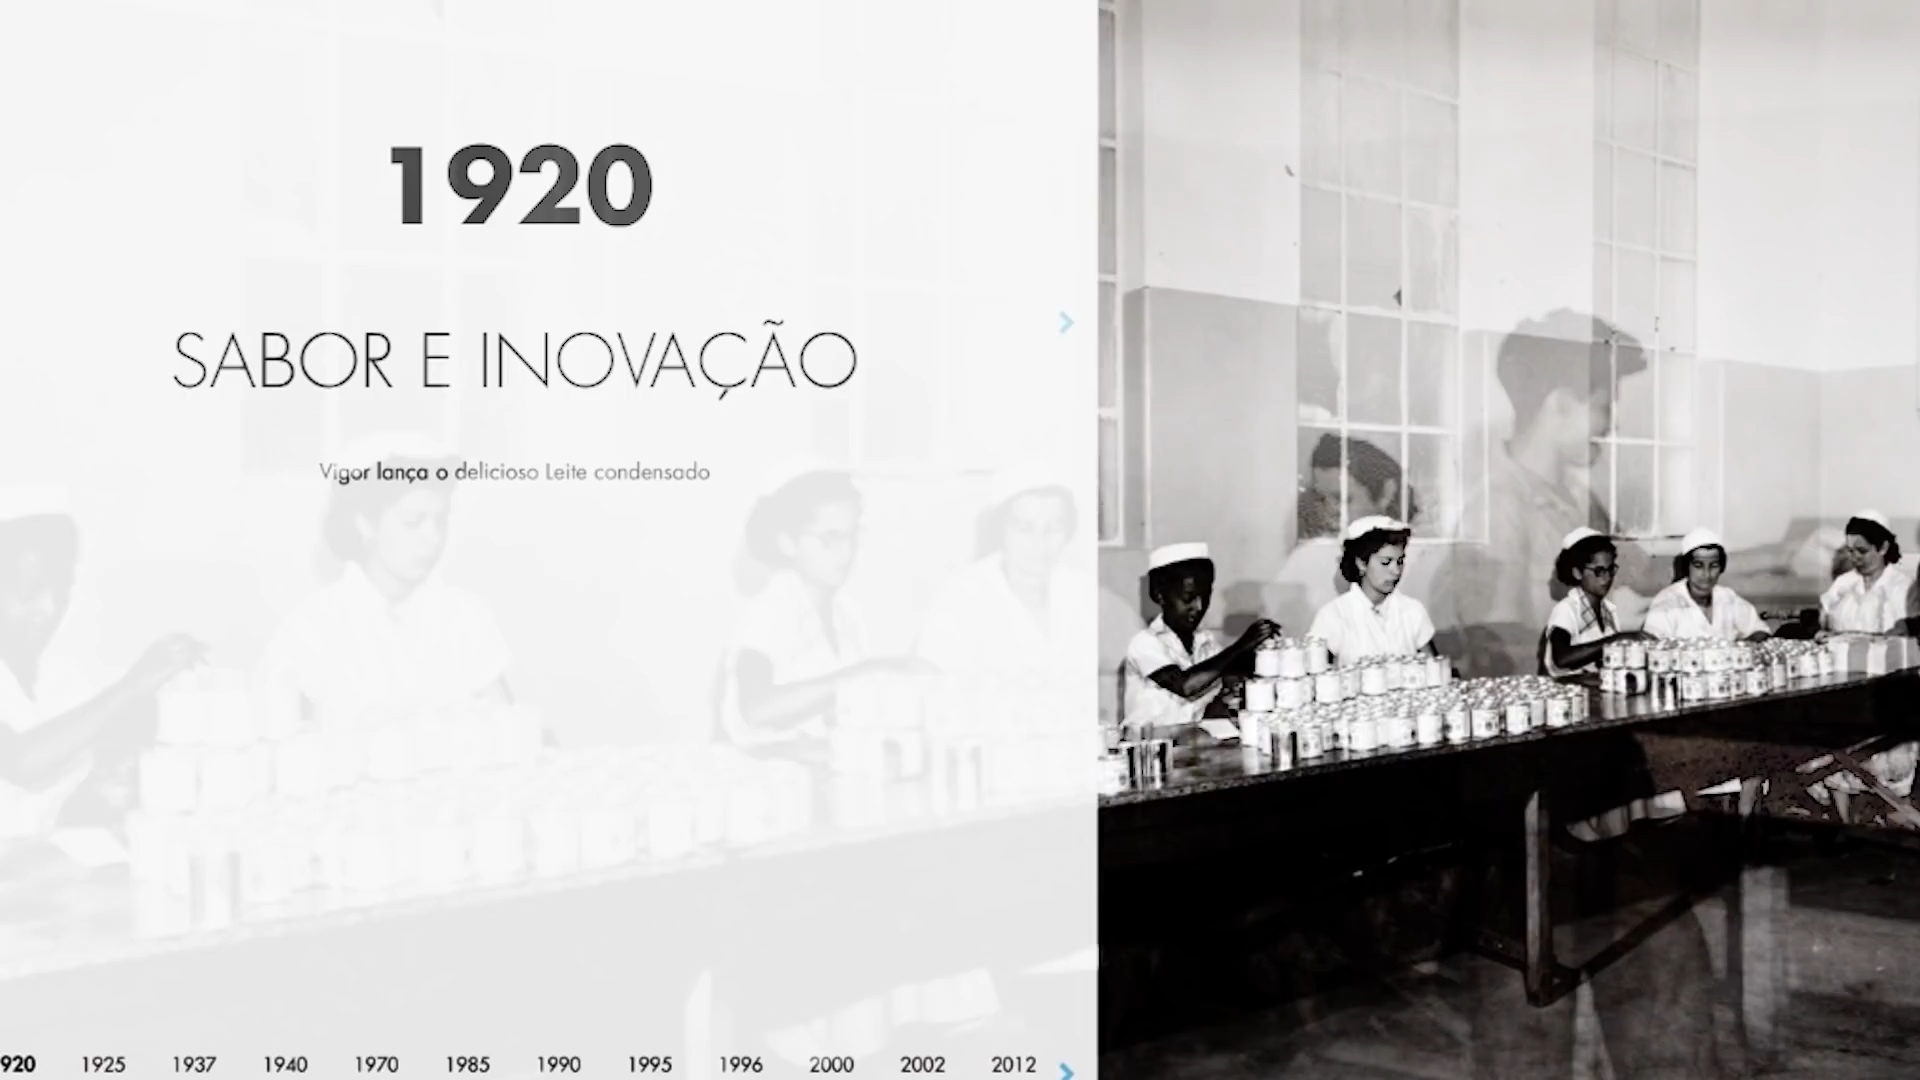 1920
SABOR E INOVAÇÃO
Vigor lança o delicioso Leite condensado
920 1925 1937 1940 1970 1985 1990 1995 1996 2000 2002 2012